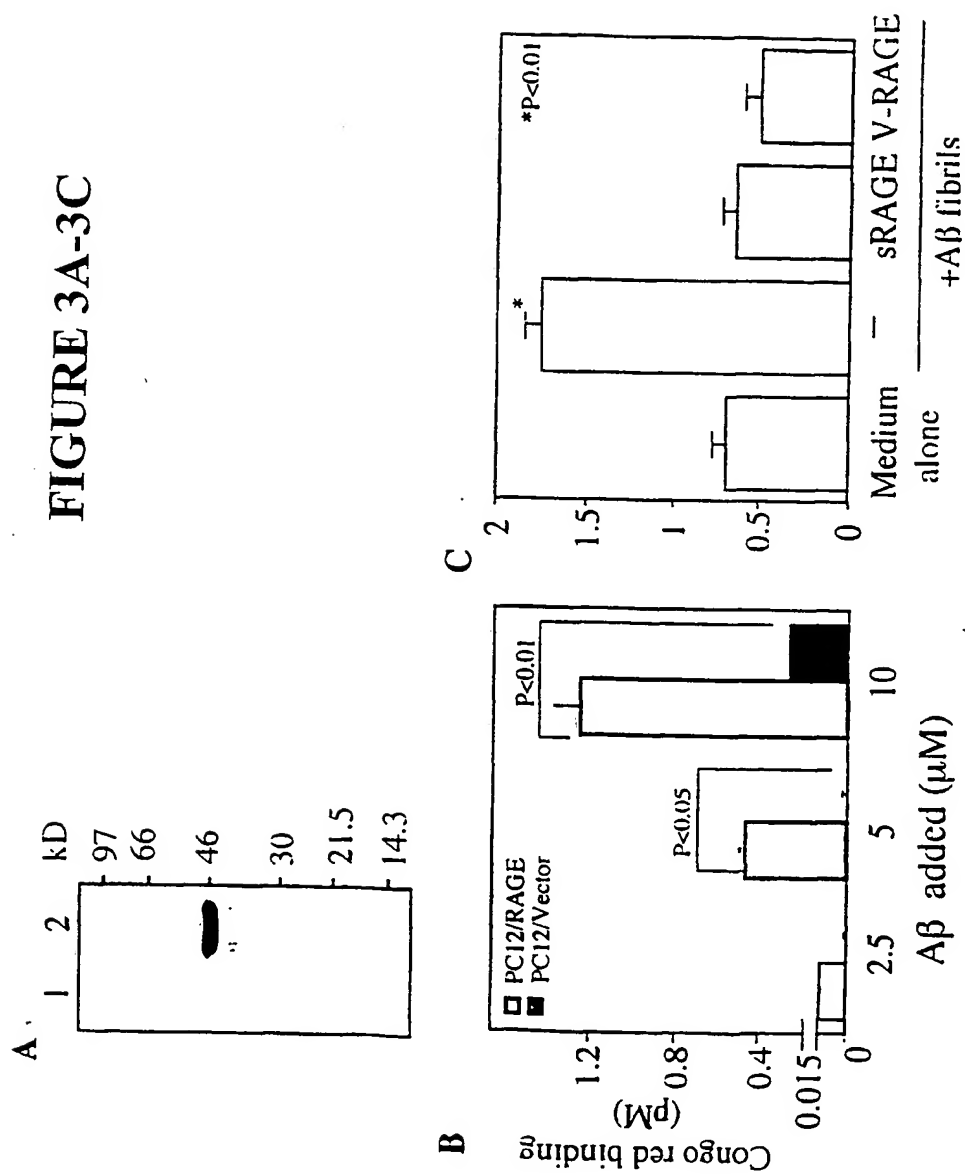 FIGURE 3A-3C
A
1 2 kD
97
66
46
30
21.5
14.3
B
Congo red binding
(pM)
1.2
0.8
0.4
0.015
0
PC12/RAGE
PC12/Vector
P<0.05
P<0.01
2.5 5 10
Aβ added (μM)
C
2
1.5
1
0.5
0
*
*P<0.01
Medium – sRAGE V-RAGE
alone
+Aβ fibrils